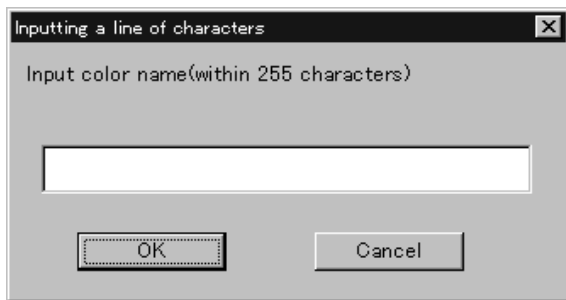 Inputting a line of characters
Input color name(within 255 characters)
OK
Cancel